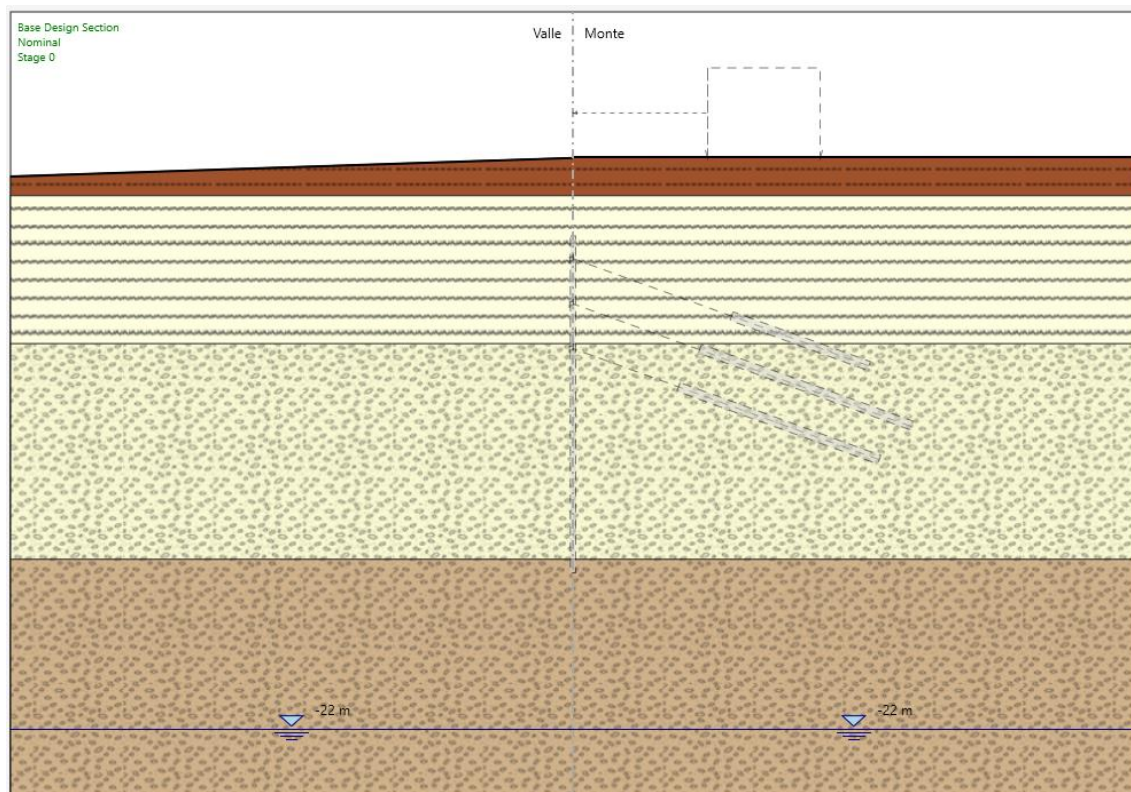 Base Design Section
Nominal
Stage 0
Valle
Monte
-22 m
-22 m